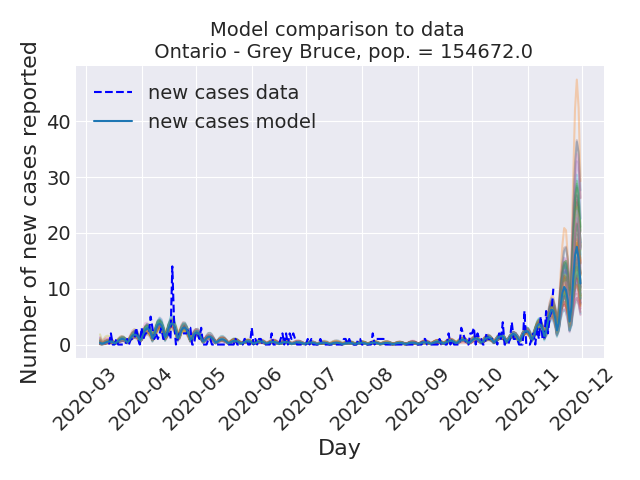 Model comparison to data
Ontario - Grey Bruce, pop. = 154672.0
Number of new cases reported
new cases data
new cases model
40
30
20
10
0
2020-03
2020-04
2020-05
2020-06
2020-07
2020-08
2020-09
2020-10
2020-11
2020-12
Day